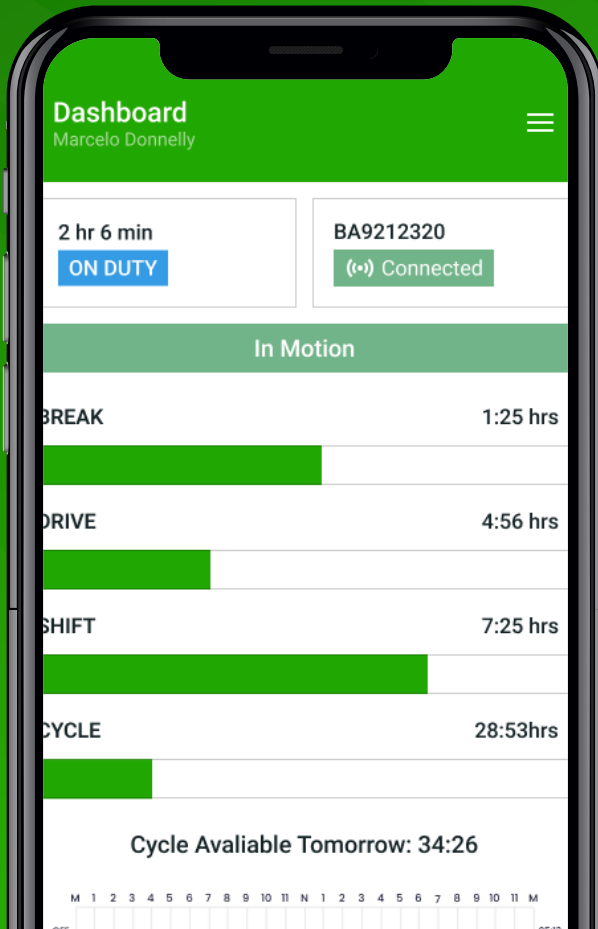 Dashboard
Marcelo Donnelly
2 hr 6 min
ON DUTY
BA9212320
Connected
In Motion
BREAK 1:25 hrs
DRIVE 4:56 hrs
SHIFT 7:25 hrs
CYCLE 28:53hrs
Cycle Avaliable Tomorrow: 34:26
M 1 2 3 4 5 6 7 8 9 10 11 N 1 2 3 4 5 6 7 8 9 10 11 M